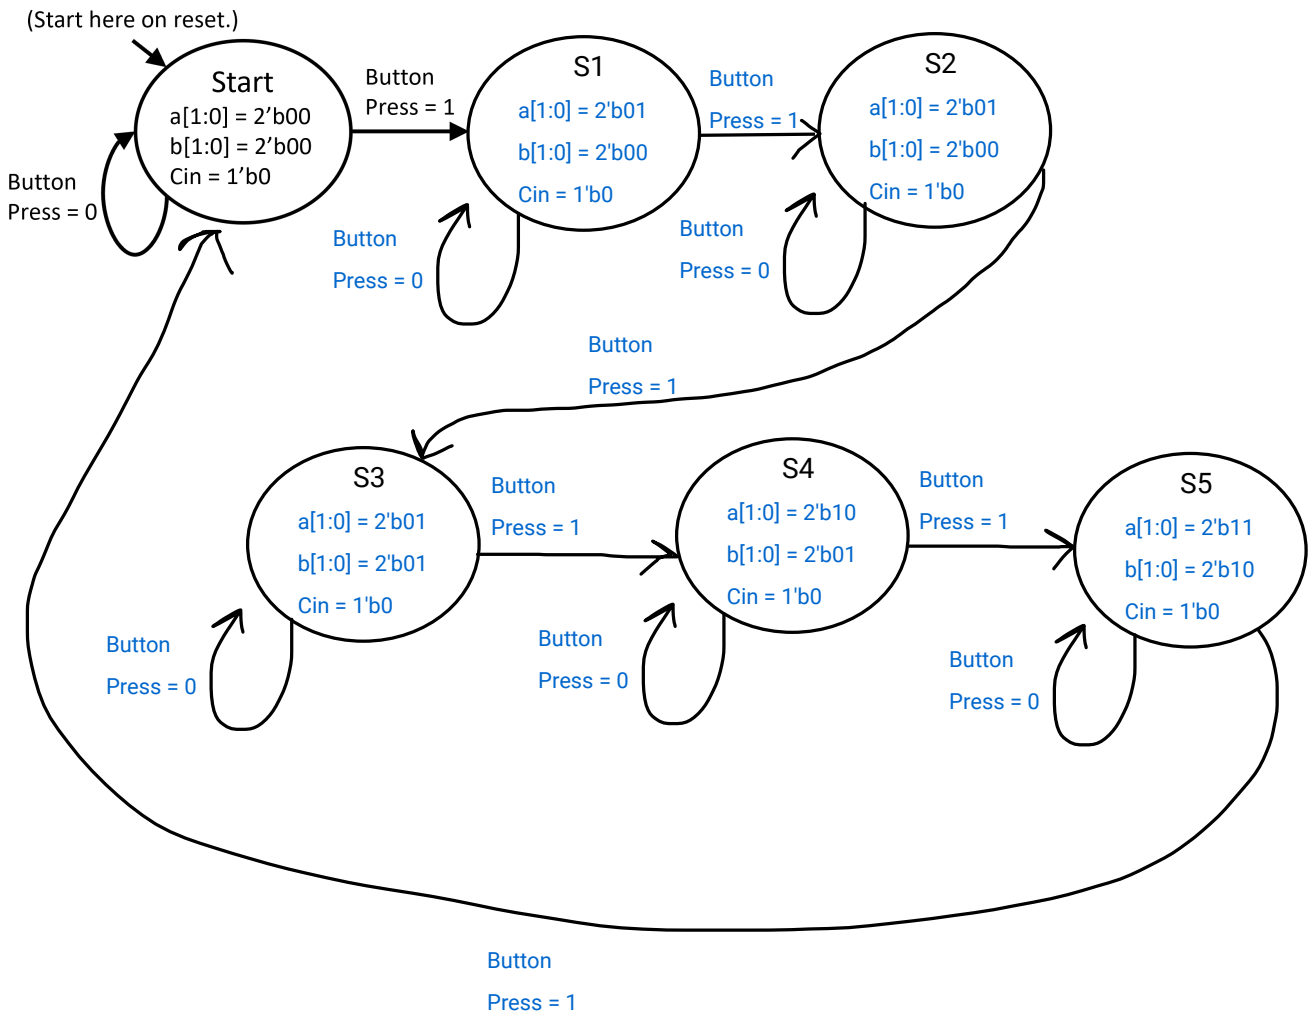 (Start here on reset.)
Start
a[1:0] = 2’b00
b[1:0] = 2’b00
Cin = 1’b0
Button
Press = 0
Button
Press = 1
S1
a[1:0] = 2'b01
b[1:0] = 2'b00
Cin = 1'b0
Button
Press = 0
Button
Press = 1
S2
a[1:0] = 2'b01
b[1:0] = 2'b00
Cin = 1'b0
Button
Press = 0
Button
Press = 1
S3
a[1:0] = 2'b01
b[1:0] = 2'b01
Cin = 1'b0
Button
Press = 0
Button
Press = 1
S4
a[1:0] = 2'b10
b[1:0] = 2'b01
Cin = 1'b0
Button
Press = 0
Button
Press = 1
S5
a[1:0] = 2'b11
b[1:0] = 2'b10
Cin = 1'b0
Button
Press = 0
Button
Press = 1